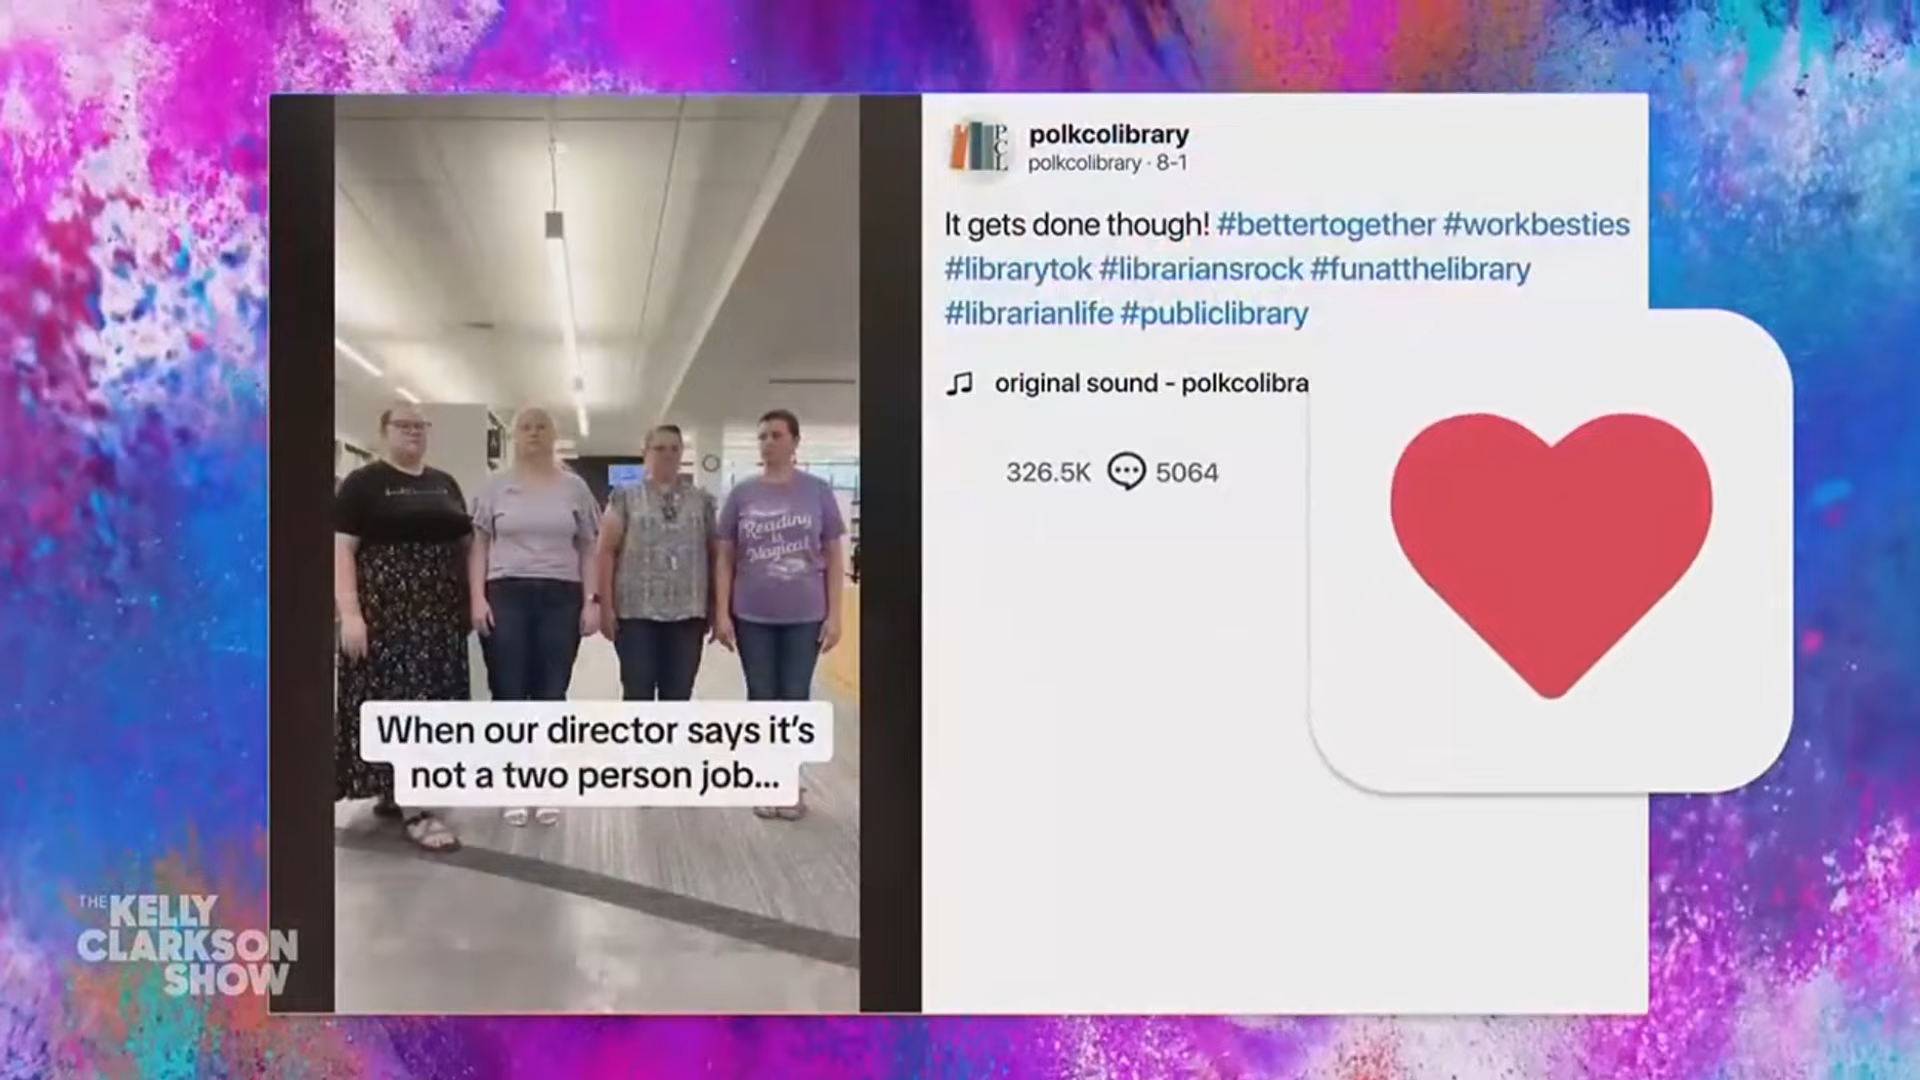 polkcolibrary
polkcolibrary · 8-1
It gets done though! #bettertogether #workbesties
#librarytok #librariansrock #funatthelibrary
#librarianlife #publiclibrary
original sound - polkcolibra
326.5K 5064
PCL
Reading
is
Magical
When our director says it's
not a two person job...
THE KELLY
CLARKSON
SHOW